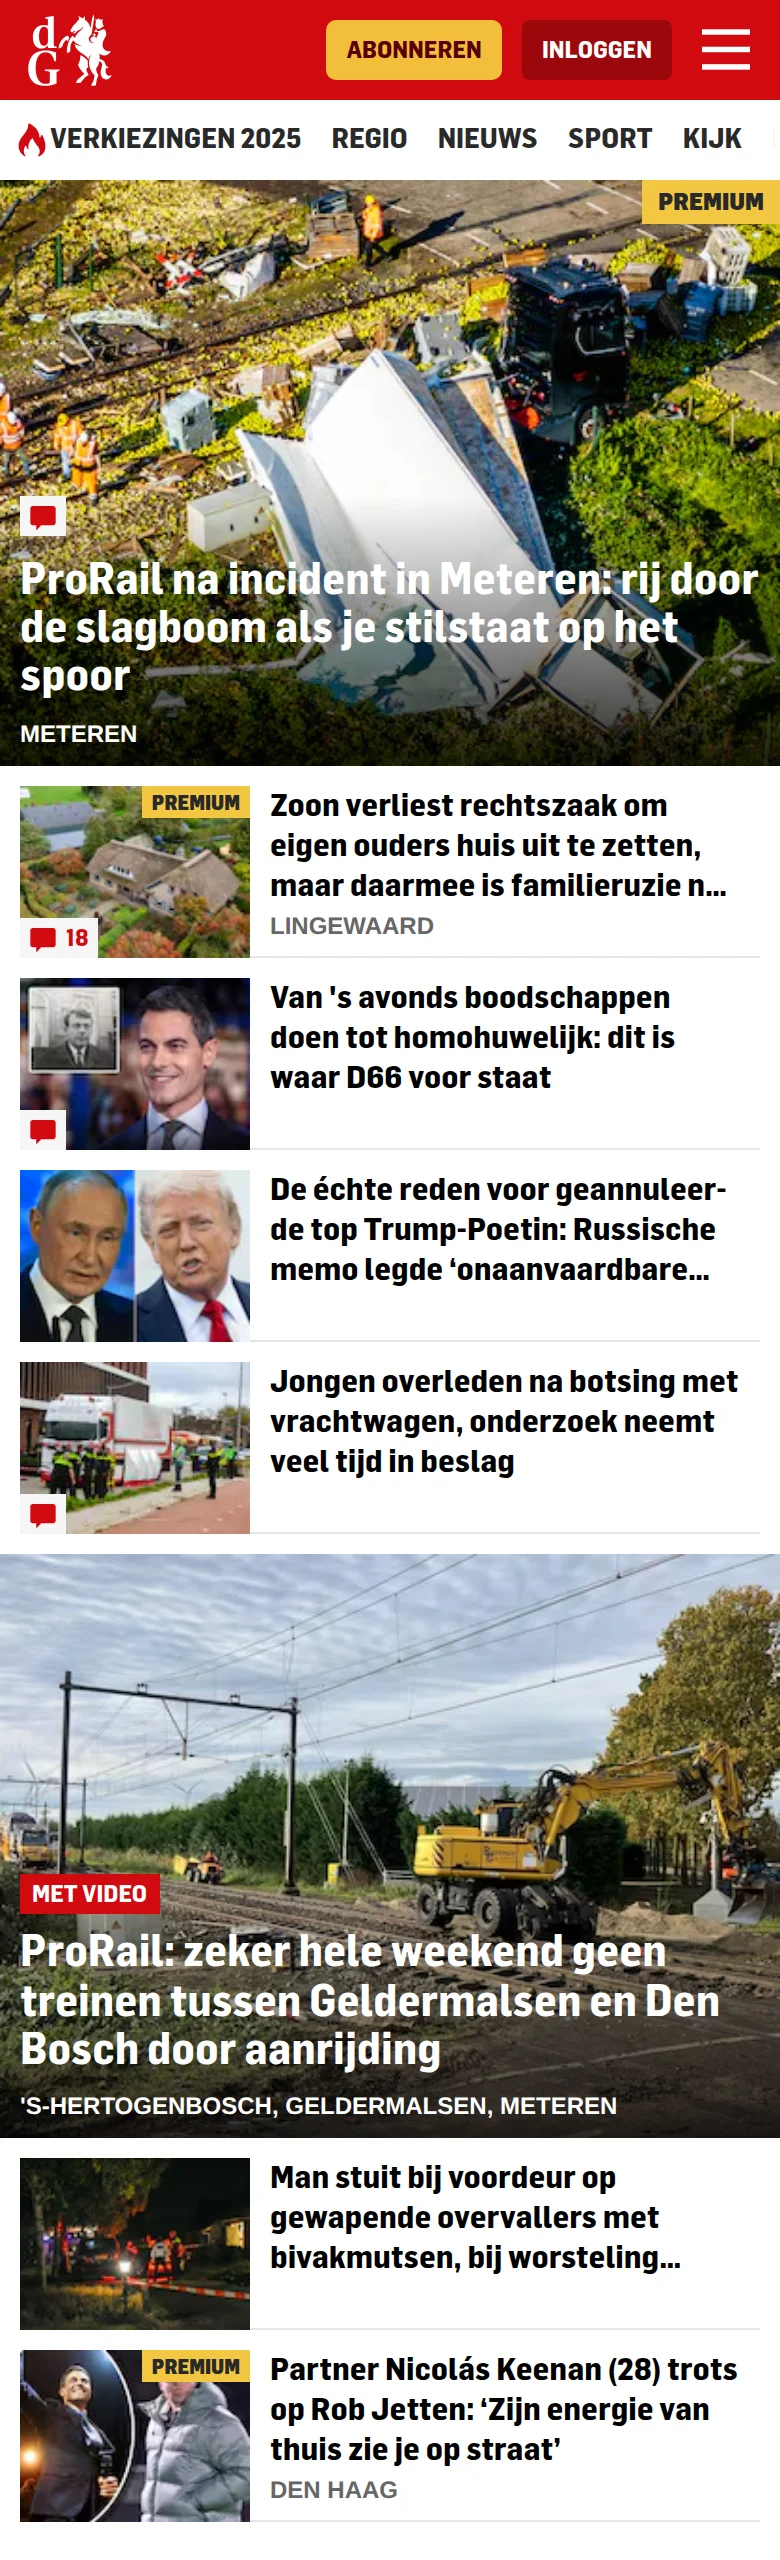 dG
ABONNEREN
INLOGGEN
VERKIEZINGEN 2025
REGIO
NIEUWS
SPORT
KIJK
PREMIUM
ProRail na incident in Meteren: rij door
de slagboom als je stilstaat op het
spoor
METEREN
PREMIUM
18
Zoon verliest rechtszaak om
eigen ouders huis uit te zetten,
maar daarmee is familieruzie n...
LINGEWAARD
Van 's avonds boodschappen
doen tot homohuwelijk: dit is
waar D66 voor staat
De échte reden voor geannuleer-
de top Trump-Poetin: Russische
memo legde ‘onaanvaardbare...
Jongen overleden na botsing met
vrachtwagen, onderzoek neemt
veel tijd in beslag
MET VIDEO
ProRail: zeker hele weekend geen
treinen tussen Geldermalsen en Den
Bosch door aanrijding
'S-HERTOGENBOSCH, GELDERMALSEN, METEREN
Man stuit bij voordeur op
gewapende overvallers met
bivakmutsen, bij worsteling...
PREMIUM
Partner Nicolás Keenan (28) trots
op Rob Jetten: ‘Zijn energie van
thuis zie je op straat’
DEN HAAG